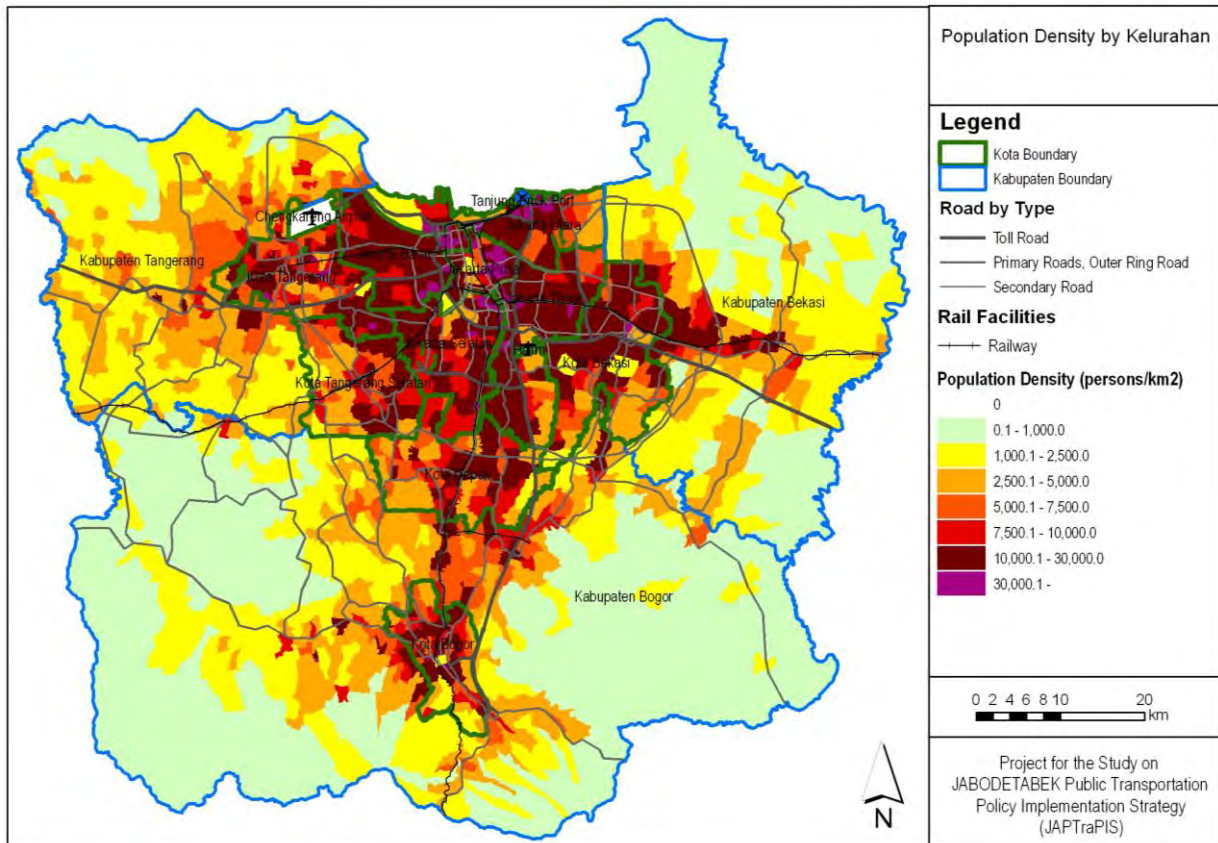 Population Density by Kelurahan
Legend
Kota Boundary
Kabupaten Boundary
Road by Type
Toll Road
Primary Roads, Outer Ring Road
Secondary Road
Rail Facilities
Railway
Population Density (persons/km2)
0
0.1 - 1,000.0
1,000.1 - 2,500.0
2,500.1 - 5,000.0
5,000.1 - 7,500.0
7,500.1 - 10,000.0
10,000.1 - 30,000.0
30,000.1 -
0 2 4 6 8 10 20
km
Project for the Study on
JABODETABEK Public Transportation
Policy Implementation Strategy
(JAPTraPIS)
Kabupaten Tangerang
Kota Tangerang
Kabupaten Bekasi
Kota Bekasi
Kota Tangerang Selatan
Kabupaten Bogor
Kota Bogor
N